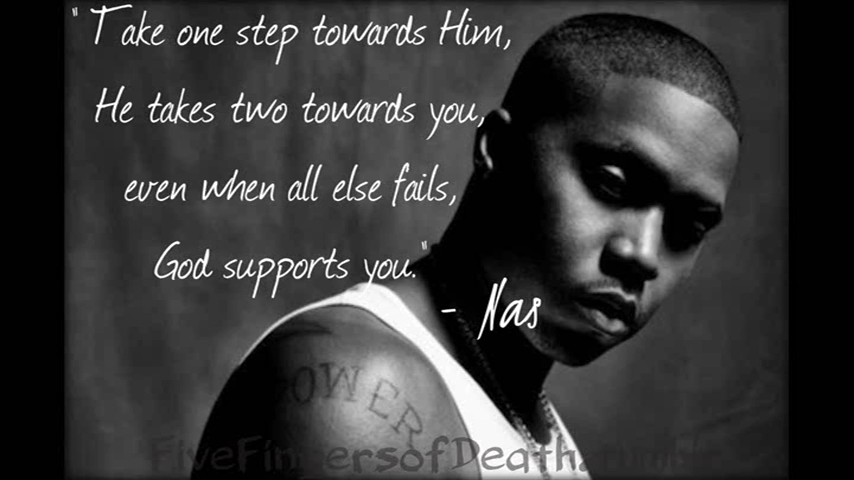 "Take one step towards Him,
He takes two towards you,
even when all else fails,
God supports you."
- Nas
POWER
FiveFingersofDeath.tumblr